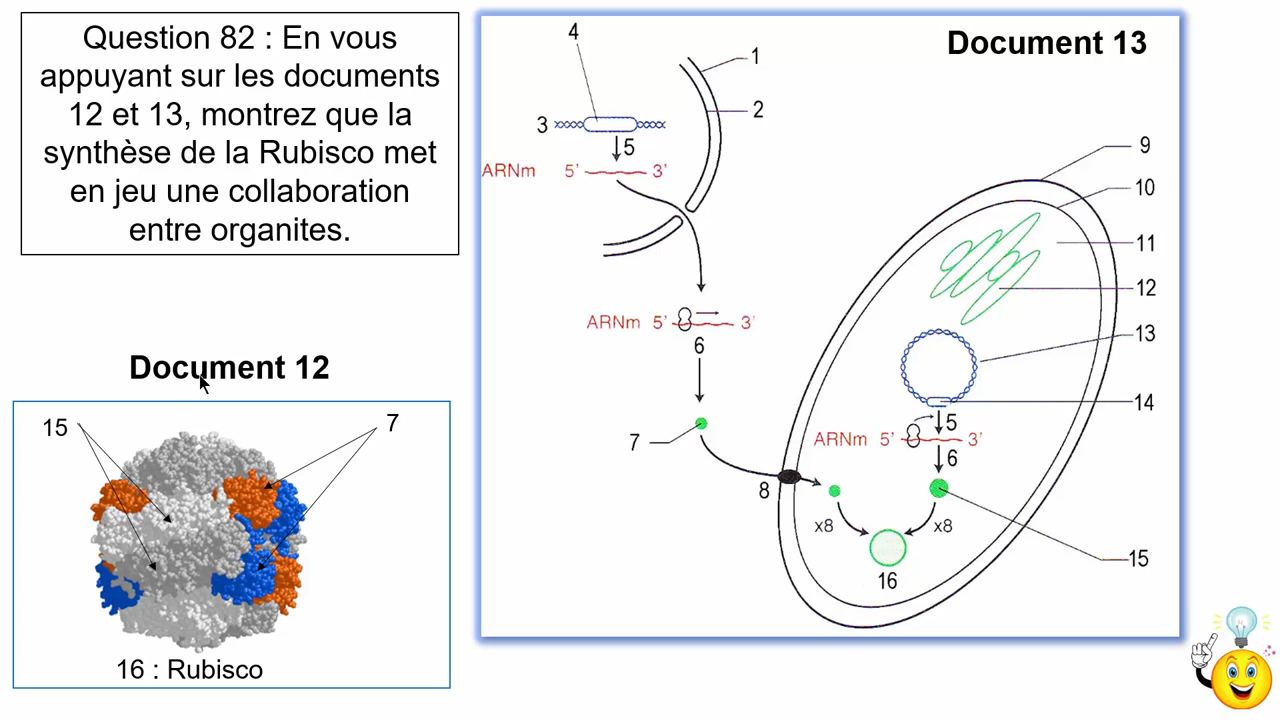 Question 82 : En vous
appuyant sur les documents
12 et 13, montrez que la
synthèse de la Rubisco met
en jeu une collaboration
entre organites.
Document 12
15
7
16 : Rubisco
Document 13
4
1
2
3
5
ARNm 5' 3'
ARNm 5' 3'
6
7
8
9
10
11
12
13
14
5
ARNm 5' 3'
6
x8 x8
15
16